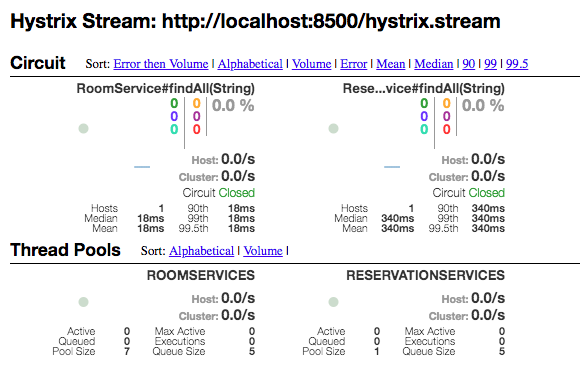 Hystrix Stream: http://localhost:8500/hystrix.stream
Circuit Sort: Error then Volume | Alphabetical | Volume | Error | Mean | Median | 90 | 99 | 99.5
RoomService#findAll(String) Rese...vice#findAll(String)
0 0 0.0 % 0 0 0.0 %
0 0 0 0
0 0 0 0
Host: 0.0/s Host: 0.0/s
Cluster: 0.0/s Cluster: 0.0/s
Circuit Closed Circuit Closed
Hosts 1 90th 18ms Hosts 1 90th 340ms
Median 18ms 99th 18ms Median 340ms 99th 340ms
Mean 18ms 99.5th 18ms Mean 340ms 99.5th 340ms
Thread Pools Sort: Alphabetical | Volume |
ROOMSERVICES RESERVATIONSERVICES
Host: 0.0/s Host: 0.0/s
Cluster: 0.0/s Cluster: 0.0/s
Active 0 Max Active 0 Active 0 Max Active 0
Queued 0 Executions 0 Queued 0 Executions 0
Pool Size 7 Queue Size 5 Pool Size 1 Queue Size 5